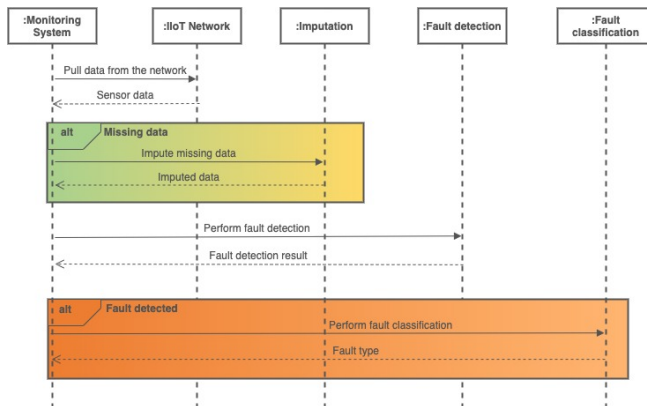 :Monitoring
System
:IIoT Network
:Imputation
:Fault detection
:Fault
classification
Pull data from the network
Sensor data
alt
Missing data
Impute missing data
Imputed data
Perform fault detection
Fault detection result
alt
Fault detected
Perform fault classification
Fault type